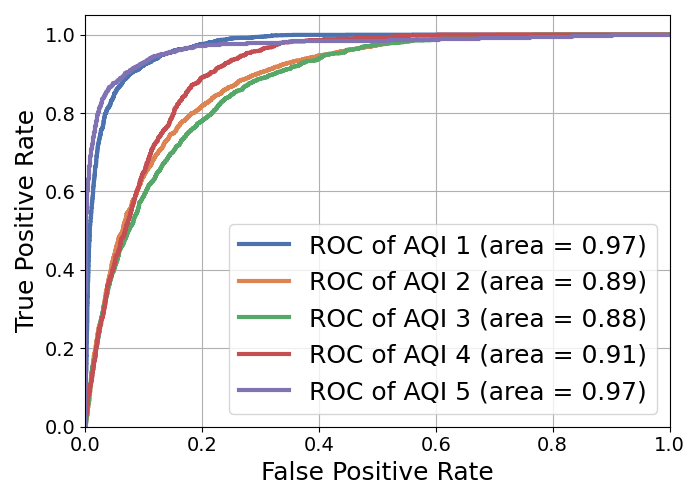 1.0
0.8
0.6
0.4
0.2
0.0
True Positive Rate
ROC of AQI 1 (area = 0.97)
ROC of AQI 2 (area = 0.89)
ROC of AQI 3 (area = 0.88)
ROC of AQI 4 (area = 0.91)
ROC of AQI 5 (area = 0.97)
0.0 0.2 0.4 0.6 0.8 1.0
False Positive Rate